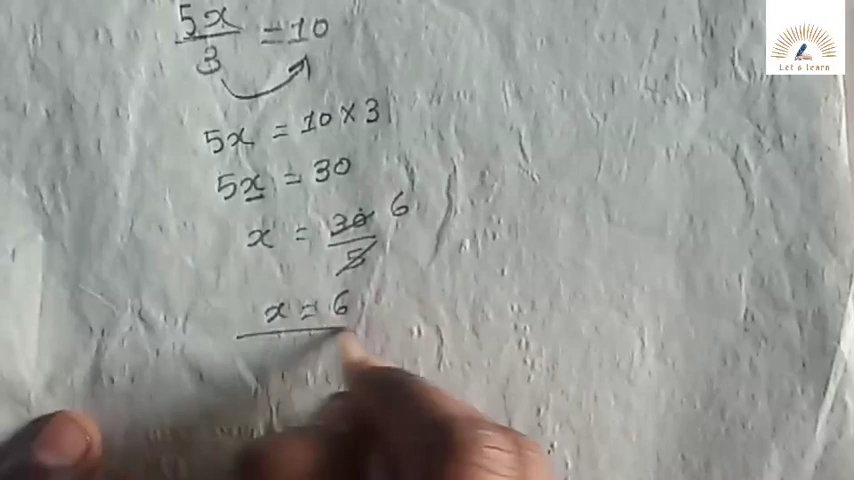 Let's learn
5x/3 = 10
5x = 10 × 3
5x = 30
x = 30/5 6
x = 6